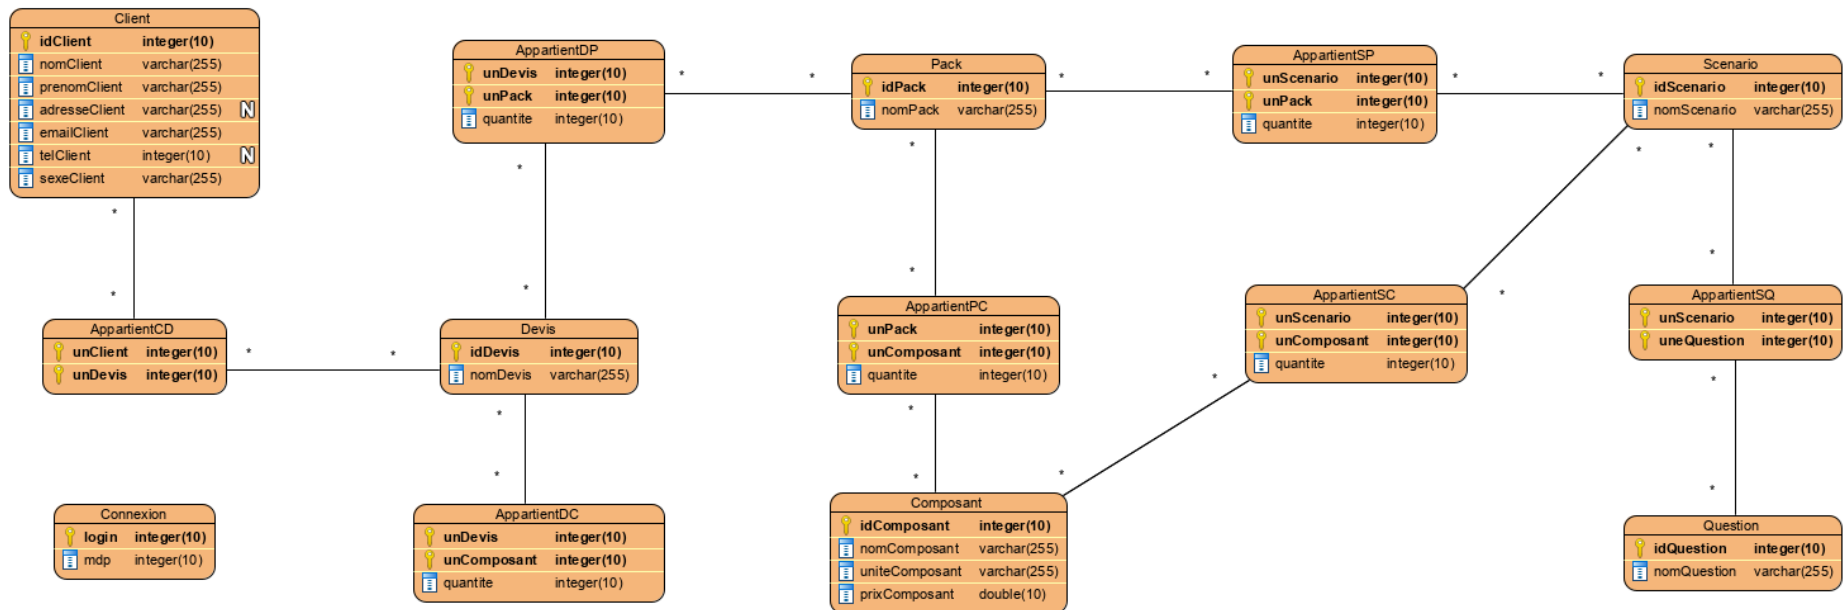 Client
idClient integer(10)
nomClient varchar(255)
prenomClient varchar(255)
adresseClient varchar(255) N
emailClient varchar(255)
telClient integer(10) N
sexeClient varchar(255)
*
*
AppartientDP
unDevis integer(10)
unPack integer(10)
quantite integer(10)
*
*
*
*
Pack
idPack integer(10)
nomPack varchar(255)
*
*
*
*
AppartientSP
unScenario integer(10)
unPack integer(10)
quantite integer(10)
*
*
Scenario
idScenario integer(10)
nomScenario varchar(255)
*
*
*
*
AppartientCD
unClient integer(10)
unDevis integer(10)
*
*
Devis
idDevis integer(10)
nomDevis varchar(255)
*
*
AppartientPC
unPack integer(10)
unComposant integer(10)
quantite integer(10)
*
*
AppartientSC
unScenario integer(10)
unComposant integer(10)
quantite integer(10)
*
*
AppartientSQ
unScenario integer(10)
uneQuestion integer(10)
*
*
Connexion
login integer(10)
mdp integer(10)
AppartientDC
unDevis integer(10)
unComposant integer(10)
quantite integer(10)
Composant
idComposant integer(10)
nomComposant varchar(255)
uniteComposant varchar(255)
prixComposant double(10)
Question
idQuestion integer(10)
nomQuestion varchar(255)